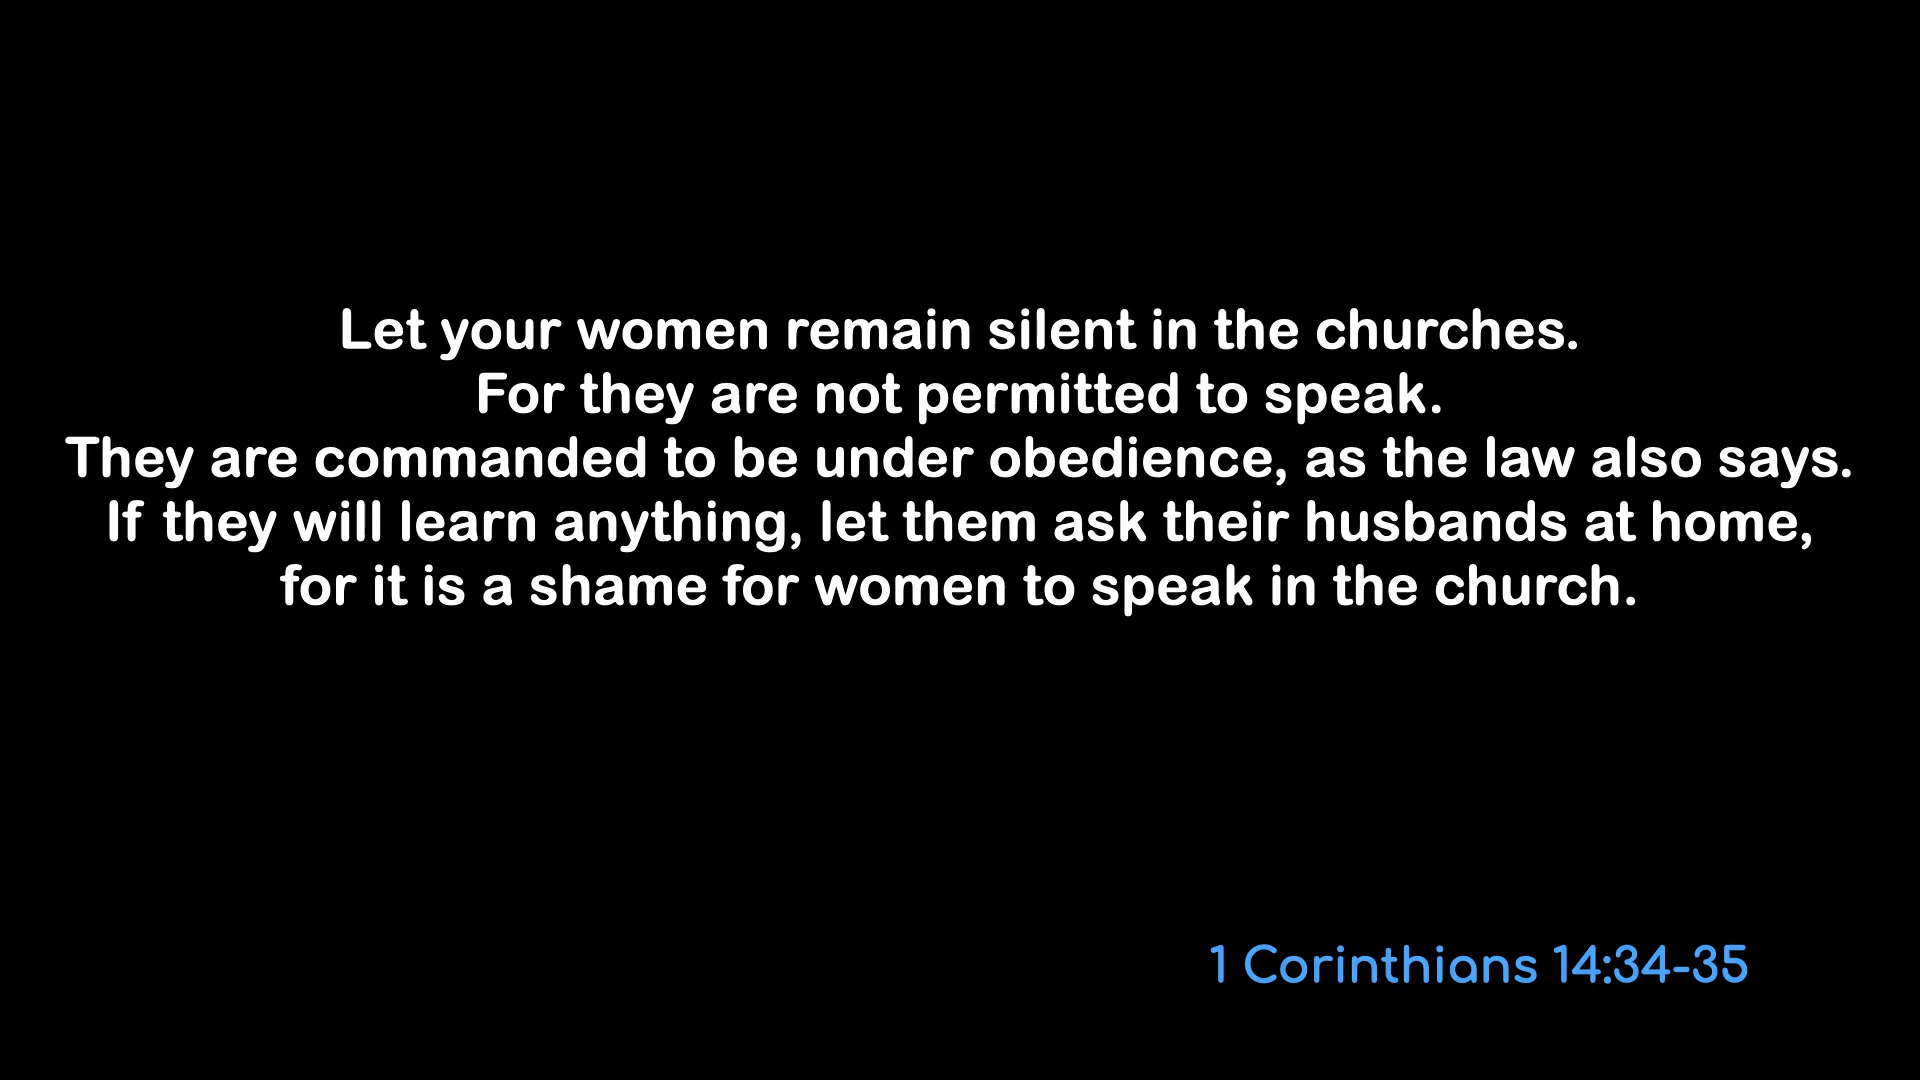 Let your women remain silent in the churches.
For they are not permitted to speak.
They are commanded to be under obedience, as the law also says.
If they will learn anything, let them ask their husbands at home,
for it is a shame for women to speak in the church.
1 Corinthians 14:34-35